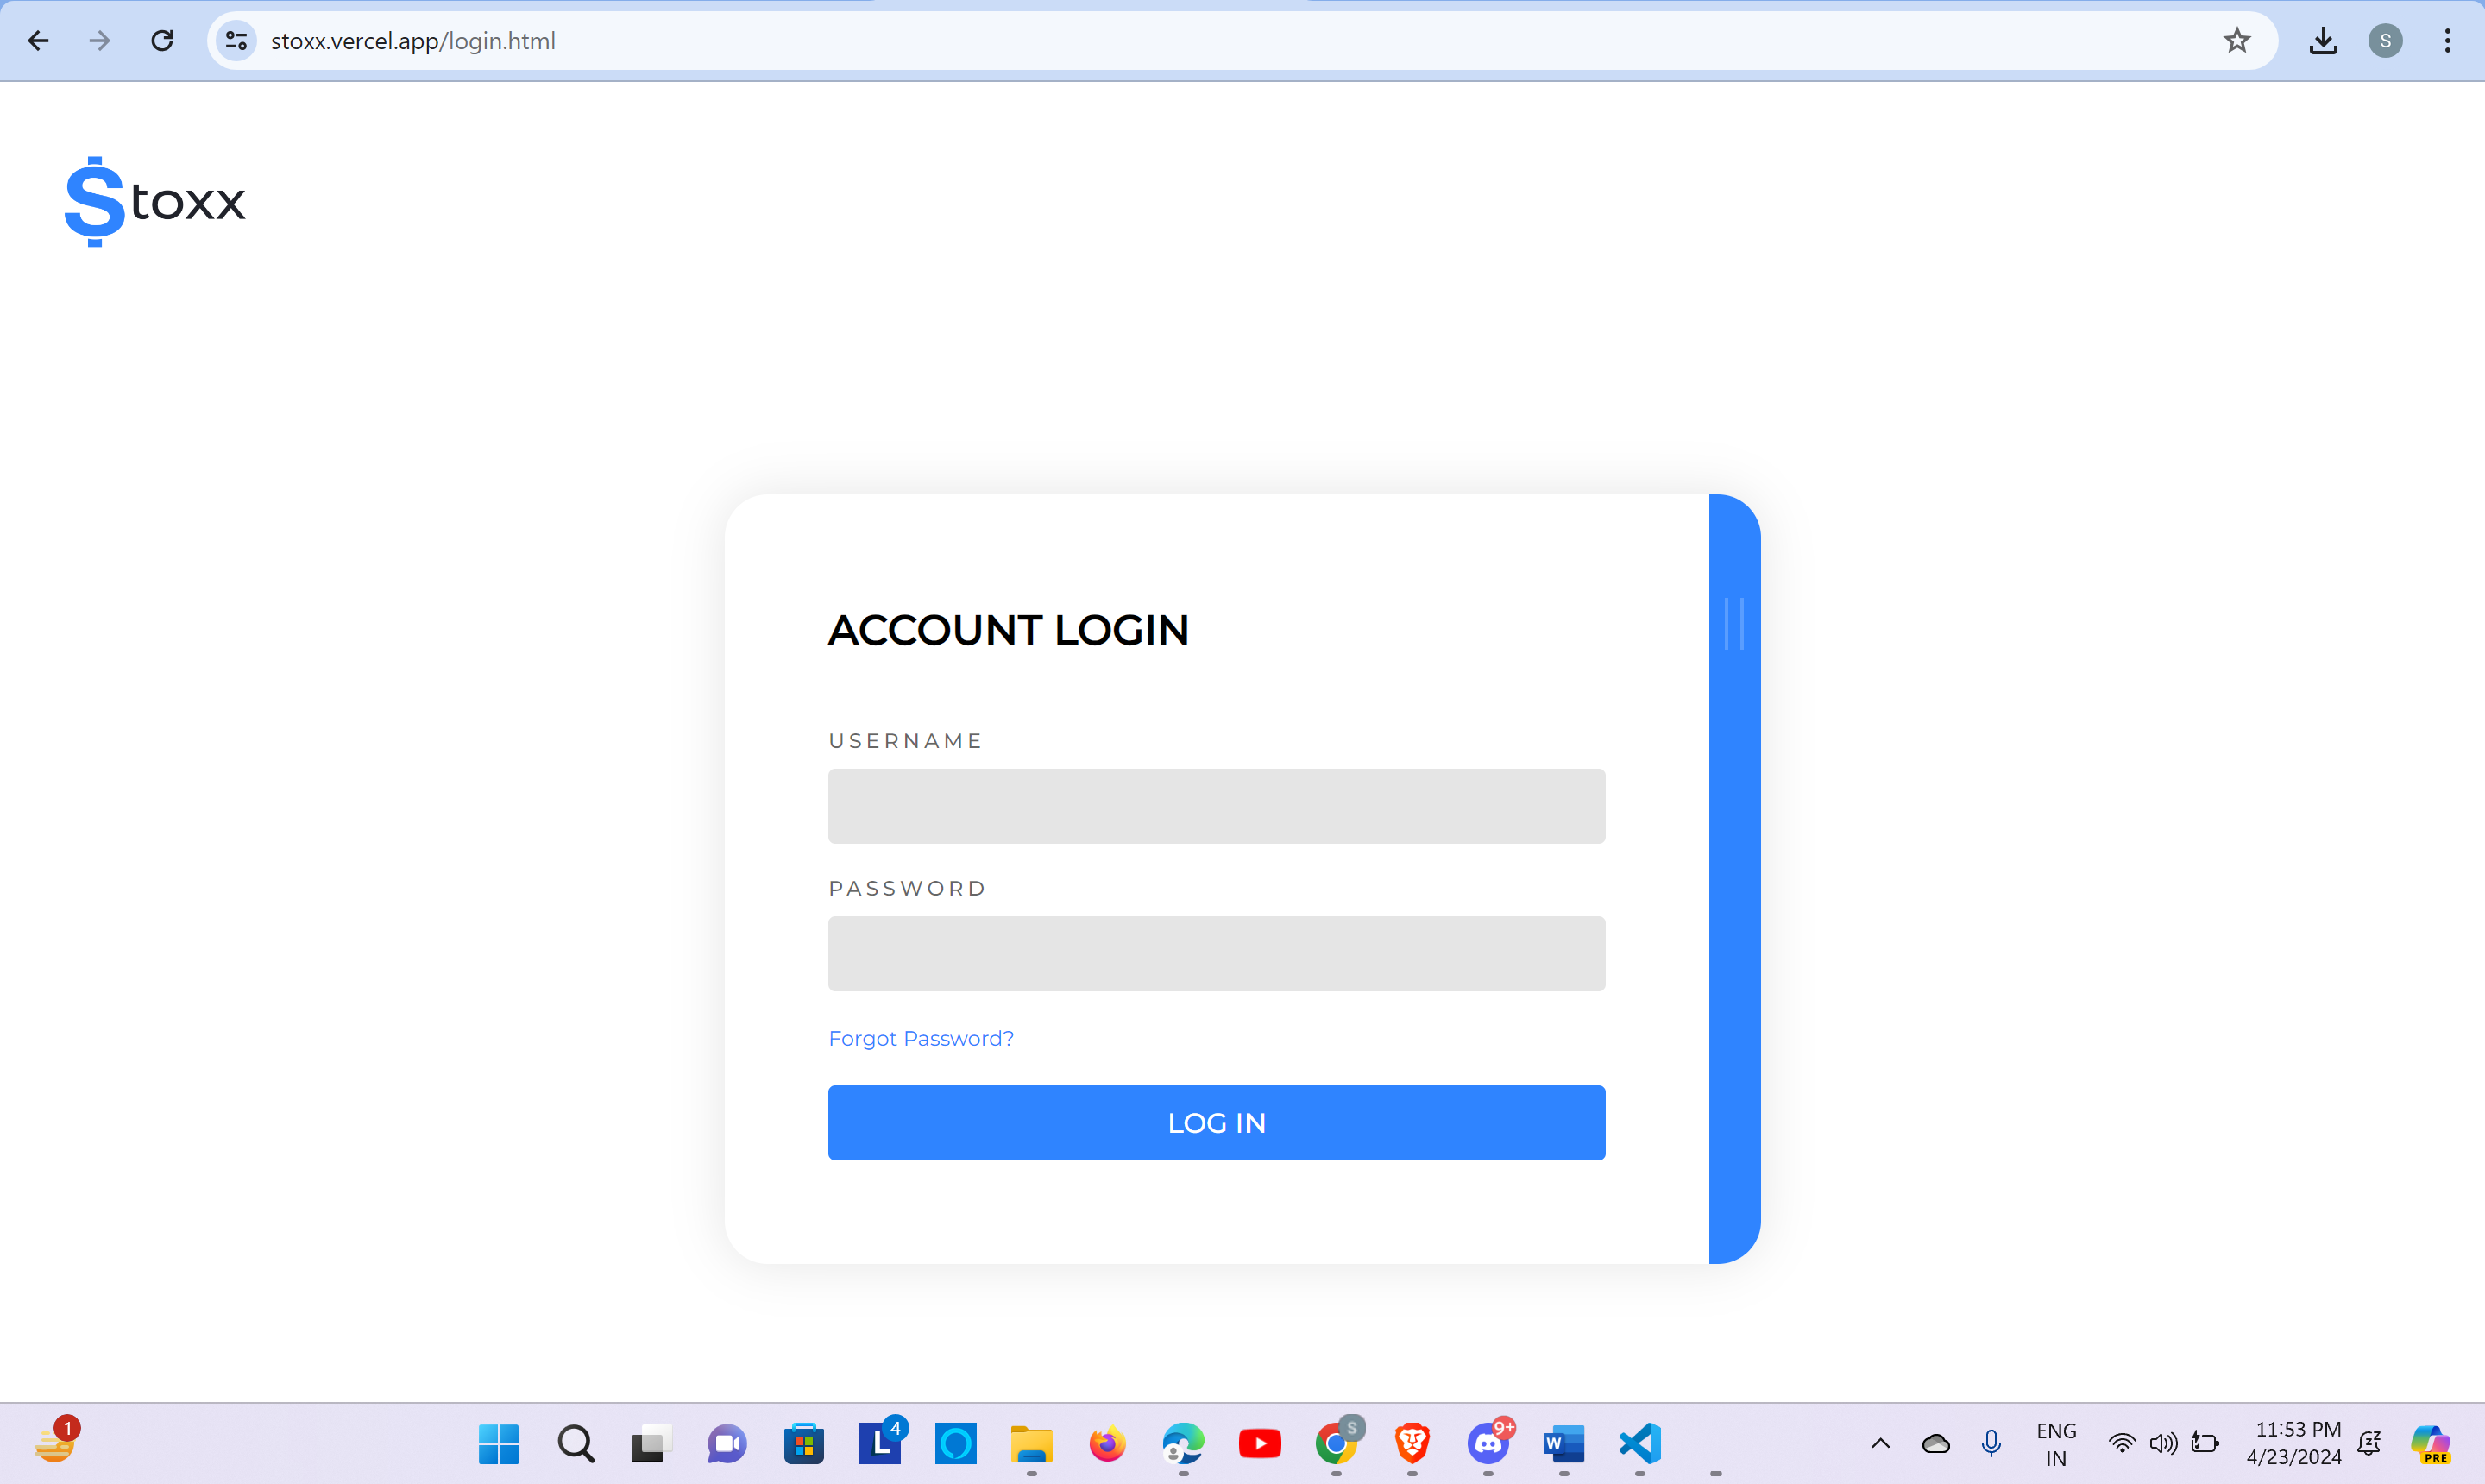 stoxx.vercel.app/login.html
S
$toxx
ACCOUNT LOGIN
USERNAME
PASSWORD
Forgot Password?
LOG IN
1
L
4
S
9+
W
ENG
IN
11:53 PM
4/23/2024
PRE